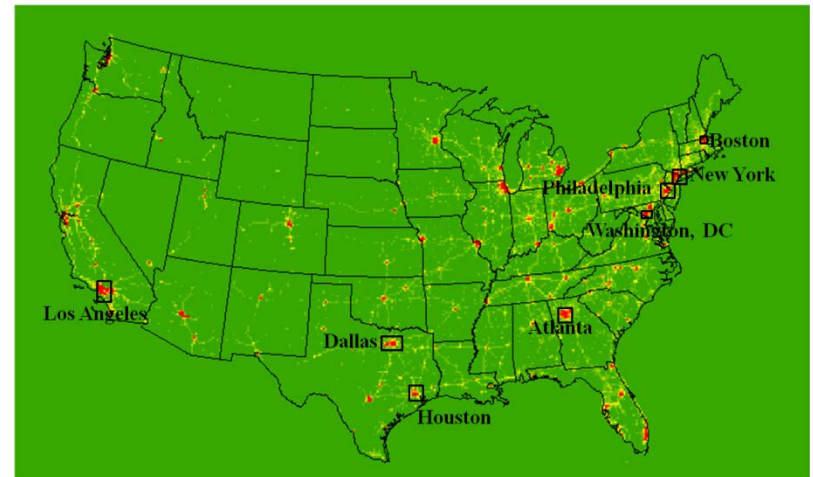 Boston
New York
Philadelphia
Washington, DC
Los Angeles
Atlanta
Dallas
Houston